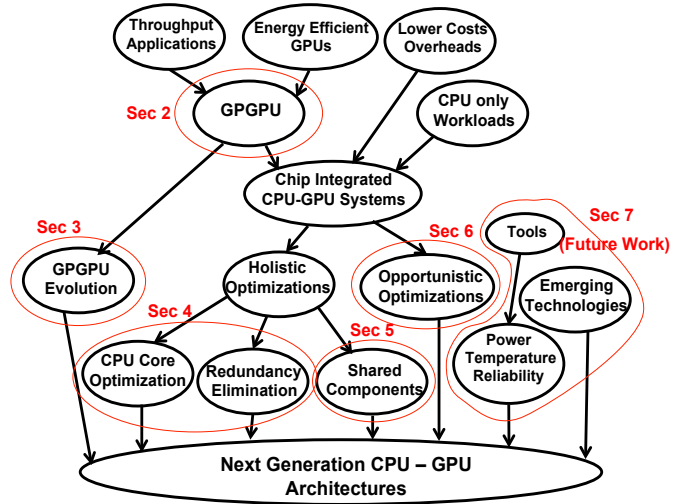 Throughput
Applications
Energy Efficient
GPUs
Lower Costs
Overheads
Sec 2
GPGPU
CPU only
Workloads
Chip Integrated
CPU-GPU Systems
Sec 3
Sec 6
Sec 7
(Future Work)
Tools
GPGPU
Evolution
Holistic
Optimizations
Opportunistic
Optimizations
Emerging
Technologies
Sec 4
Sec 5
CPU Core
Optimization
Redundancy
Elimination
Shared
Components
Power
Temperature
Reliability
Next Generation CPU – GPU
Architectures